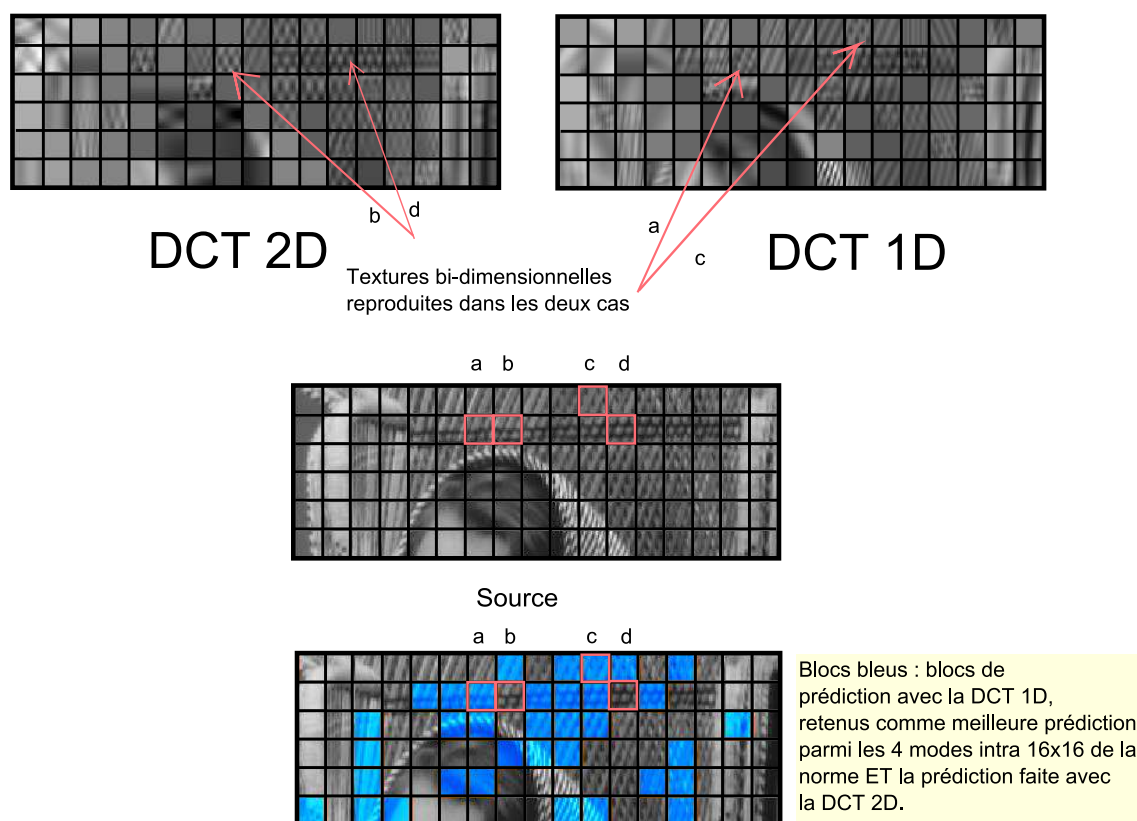 b
d
a
c
DCT 2D
DCT 1D
Textures bi-dimensionnelles
reproduites dans les deux cas
a b c d
Source
a b c d
Blocs bleus : blocs de
prédiction avec la DCT 1D,
retenus comme meilleure prédiction
parmi les 4 modes intra 16x16 de la
norme ET la prédiction faite avec
la DCT 2D.